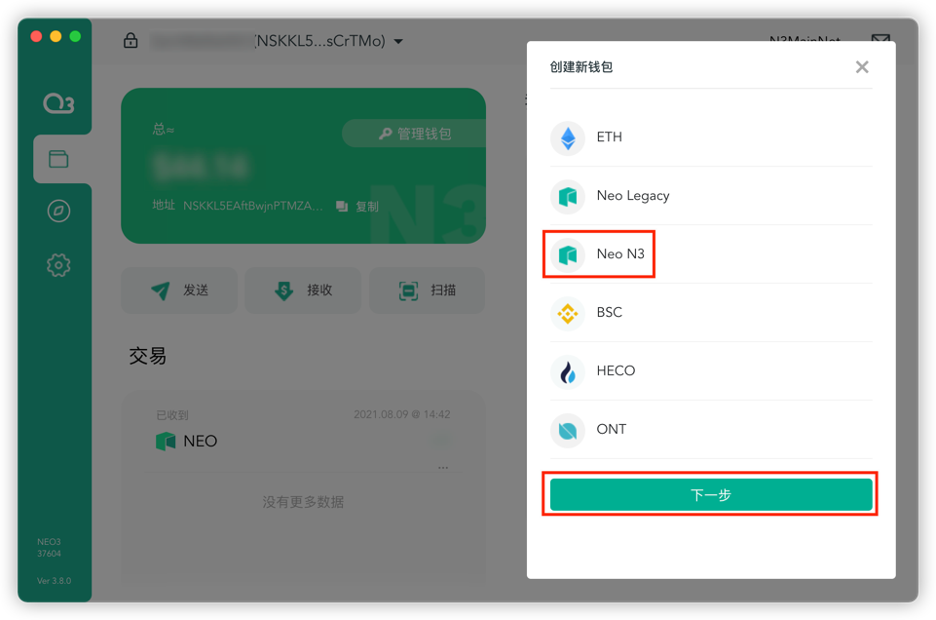 (NSKKL5...sCrTMo)
创建新钱包
总≈
管理钱包
地址 NSKKL5EAftBwjnPTMZA... 复制
N3
发送
接收
扫描
交易
已收到 2021.08.09 @ 14:42
NEO
...
没有更多数据
NEO3
37604
Ver 3.8.0
ETH
Neo Legacy
Neo N3
BSC
HECO
ONT
下一步